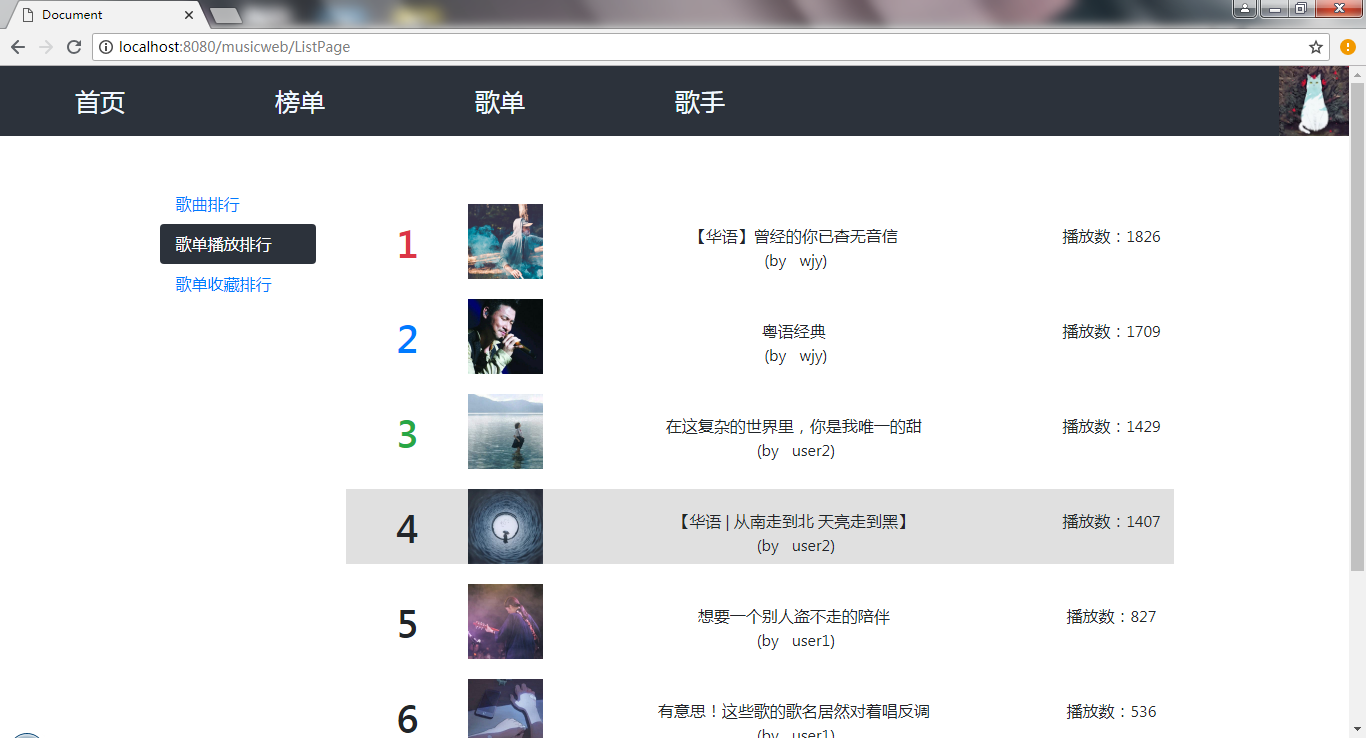 Document
localhost:8080/musicweb/ListPage
首页 榜单 歌单 歌手
歌曲排行
歌单播放排行
歌单收藏排行
1 【华语】曾经的你已杳无音信 播放数：1826
(by wjy)
2 粤语经典 播放数：1709
(by wjy)
3 在这复杂的世界里，你是我唯一的甜 播放数：1429
(by user2)
4 【华语 | 从南走到北 天亮走到黑】 播放数：1407
(by user2)
5 想要一个别人盗不走的陪伴 播放数：827
(by user1)
6 有意思！这些歌的歌名居然对着唱反调 播放数：536
(by user1)